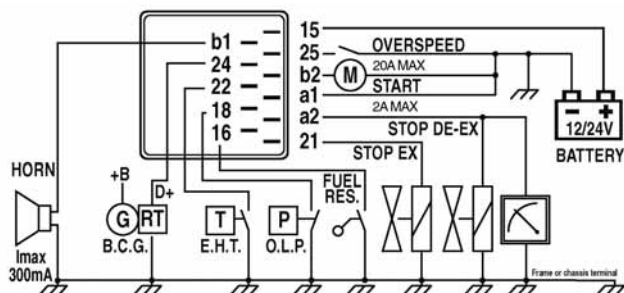 b1
24
22
18
16
15
25 OVERSPEED
b2 M 20A MAX
a1 START
a2 2A MAX
21 STOP DE-EX
STOP EX
- +
12/24V
BATTERY
HORN
Imax
300mA
+B
D+
G RT
B.C.G.
T
E.H.T.
P
O.L.P.
FUEL
RES.
Frame or chassis terminal